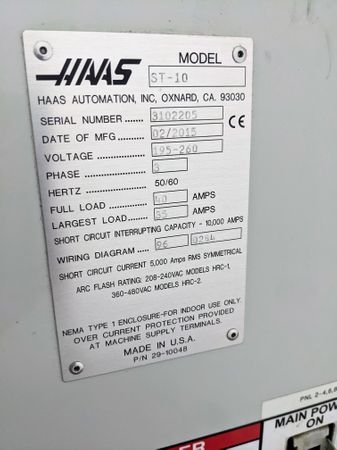 HAAS
MODEL
ST-10
HAAS AUTOMATION, INC, OXNARD, CA. 93030
SERIAL NUMBER ...... 3102205
CE
DATE OF MFG .......... 02/2015
VOLTAGE ................ 195-260
PHASE .................... 3
HERTZ ..................... 50/60
FULL LOAD ............. 40 AMPS
LARGEST LOAD ...... 35 AMPS
SHORT CIRCUIT INTERRUPTING CAPACITY - 10,000 AMPS
WIRING DIAGRAM ..... 96 0284
SHORT CIRCUIT CURRENT 5,000 Amps RMS SYMMETRICAL
ARC FLASH RATING: 208-240VAC MODELS HRC-1,
360-480VAC MODELS HRC-2.
NEMA TYPE 1 ENCLOSURE-FOR INDOOR USE ONLY
OVER CURRENT PROTECTION PROVIDED
AT MACHINE SUPPLY TERMINALS.
MADE IN U.S.A.
P/N 29-10048
MAIN
ON